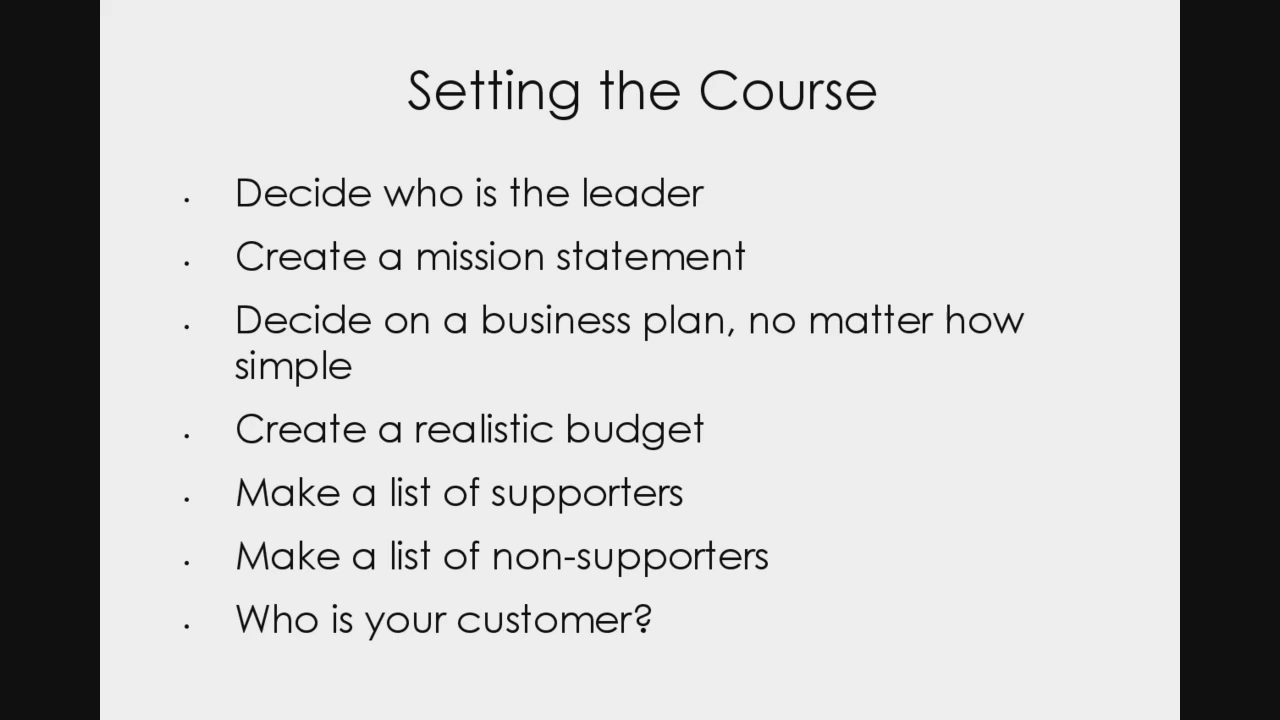 Setting the Course
• Decide who is the leader
• Create a mission statement
• Decide on a business plan, no matter how
simple
• Create a realistic budget
• Make a list of supporters
• Make a list of non-supporters
• Who is your customer?